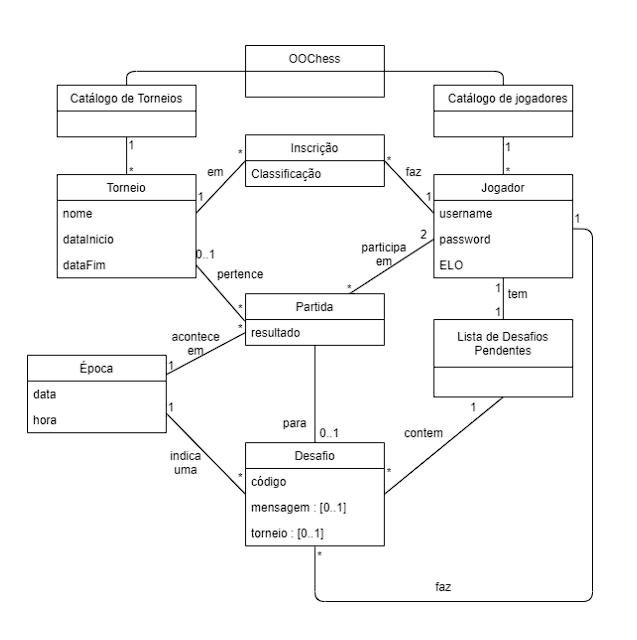 OOChess
Catálogo de Torneios
Catálogo de jogadores
1
1
*
*
Inscrição
Classificação
*
*
em
faz
1
1
Torneio
nome
dataInicio
dataFim
Jogador
username
password
ELO
1
0..1
pertence
2
participa
em
*
*
1
tem
1
Partida
resultado
*
Lista de Desafios
Pendentes
acontece
em
1
Época
data
hora
1
para
0..1
1
contem
indica
uma
*
*
Desafio
código
mensagem : [0..1]
torneio : [0..1]
*
faz